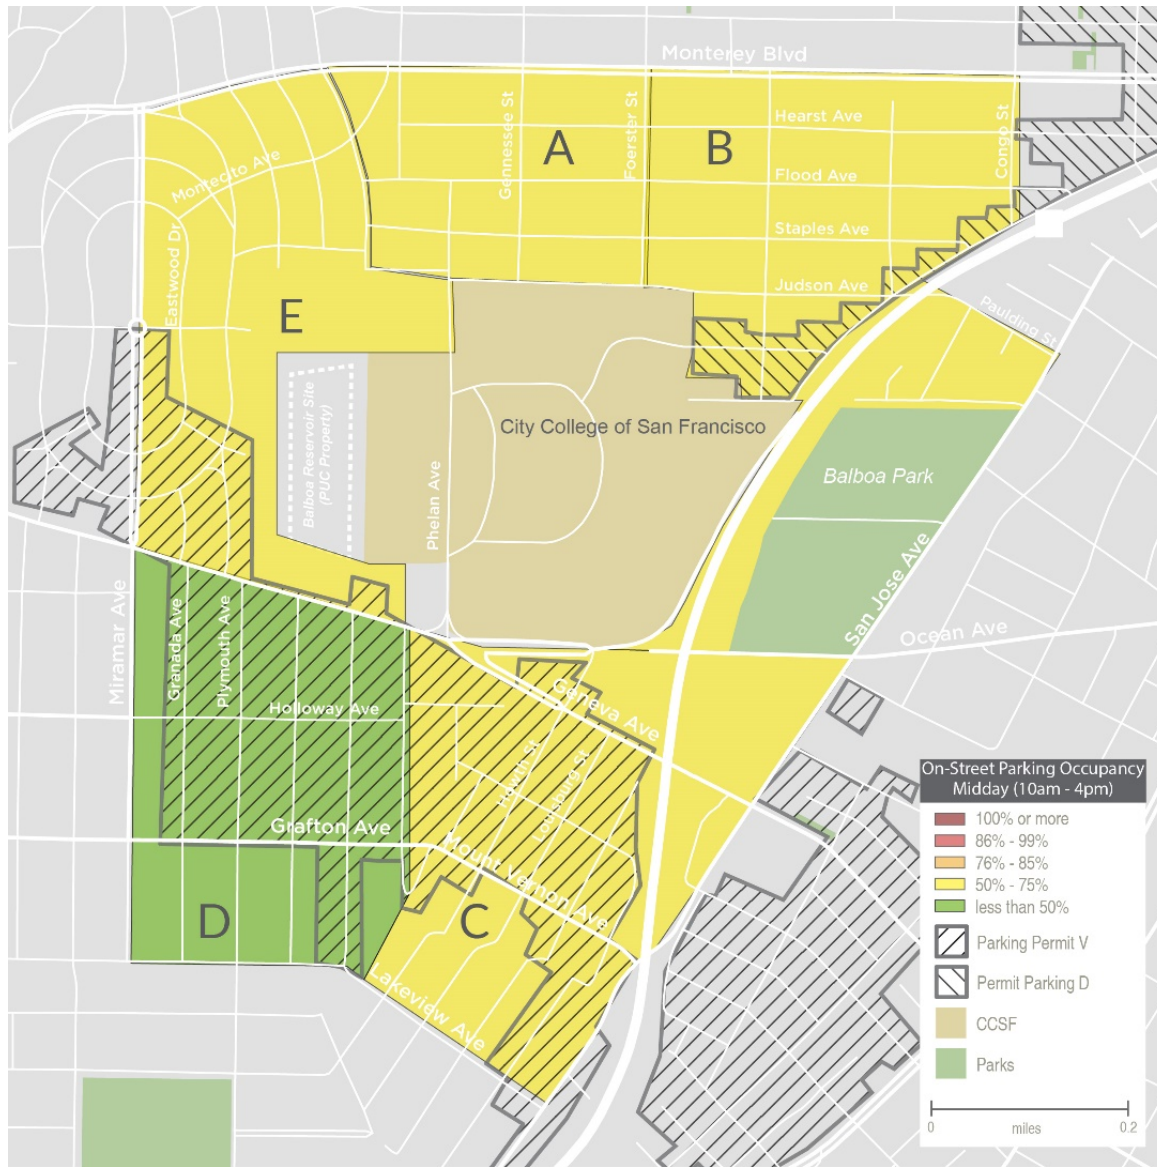 Monterey Blvd
Hearst Ave
Gennessee St
Foerster St
Congo St
A
B
Montecito Ave
Flood Ave
Staples Ave
Eastwood Dr
Judson Ave
Paulding St
E
Balboa Reservoir Site
(PUC Property)
City College of San Francisco
Phelan Ave
Balboa Park
San Jose Ave
Ocean Ave
Miramar Ave
Granada Ave
Plymouth Ave
Holloway Ave
Geneva Ave
Howth St
Louisburg St
Grafton Ave
Mount Vernon Ave
D
C
Lakeview Ave
On-Street Parking Occupancy
Midday (10am - 4pm)
100% or more
86% - 99%
76% - 85%
50% - 75%
less than 50%
Parking Permit V
Permit Parking D
CCSF
Parks
0
miles
0.2